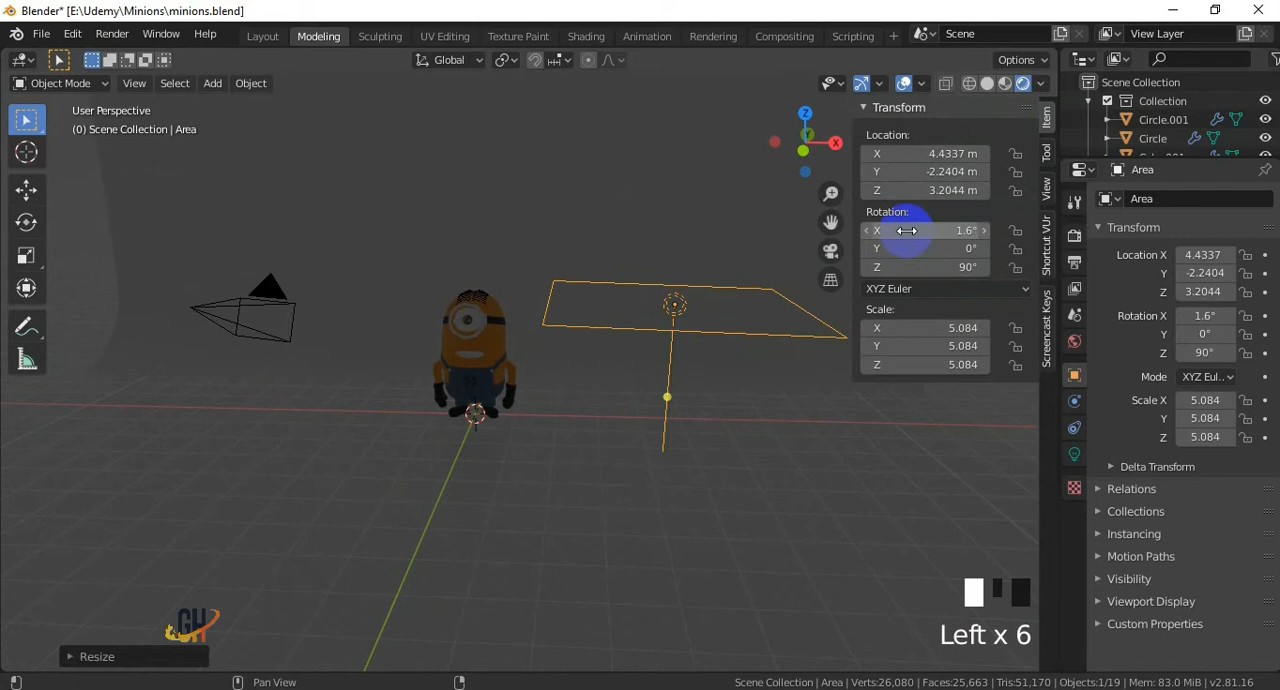 Blender* [E:\Udemy\Minions\minions.blend]
File Edit Render Window Help Layout Modeling Sculpting UV Editing Texture Paint Shading Animation Rendering Compositing Scripting + Scene View Layer
Global Options
Object Mode View Select Add Object
User Perspective
(0) Scene Collection | Area
Z
Y
X
Transform
Location:
X 4.4337 m
Y -2.2404 m
Z 3.2044 m
Rotation:
X 1.6°
Y 0°
Z 90°
XYZ Euler
Scale:
X 5.084
Y 5.084
Z 5.084
Item
Tool
View
Shortcut VUr
Screencast Keys
Scene Collection
Collection
Circle.001
Circle
Area
Area
Transform
Location X 4.4337
Y -2.2404
Z 3.2044
Rotation X 1.6°
Y 0°
Z 90°
Mode XYZ Eul..
Scale X 5.084
Y 5.084
Z 5.084
Delta Transform
Relations
Collections
Instancing
Motion Paths
Visibility
Viewport Display
Custom Properties
GH
Left x 6
Resize
Pan View
Scene Collection | Area | Verts:26,080 | Faces:25,663 | Tris:51,170 | Objects:1/19 | Mem: 83.0 MiB | v2.81.16